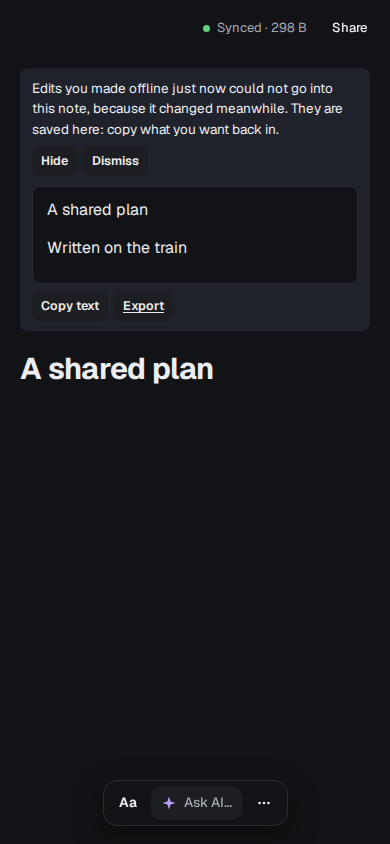 Synced · 298 B
Share
Edits you made offline just now could not go into
this note, because it changed meanwhile. They are
saved here: copy what you want back in.
Hide
Dismiss
A shared plan
Written on the train
Copy text
Export
A shared plan
Aa
Ask AI...